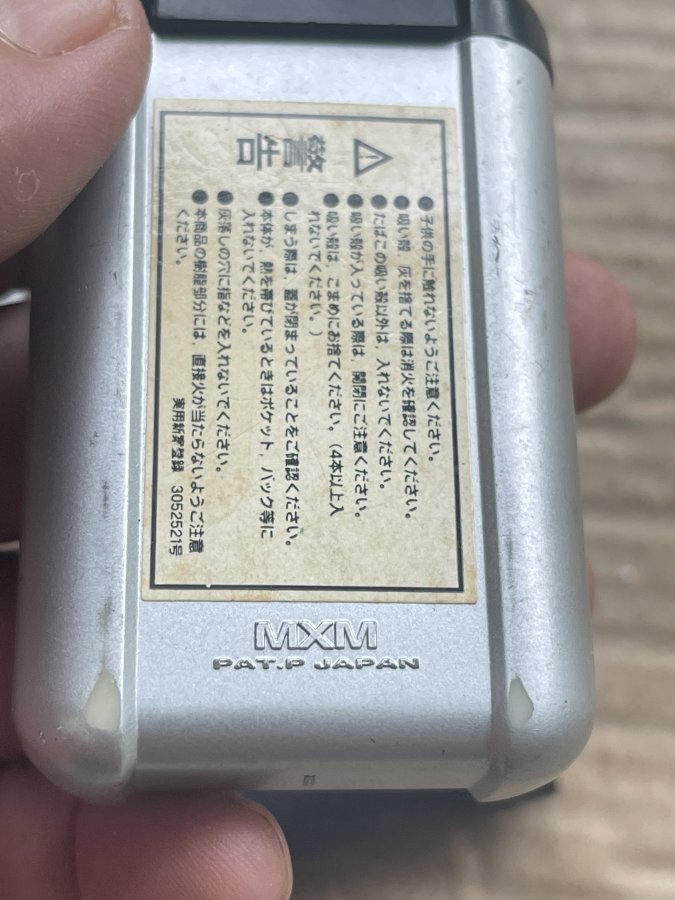 ⚠ 警告
●子供の手に触れないようご注意ください。
●吸い殻、灰を捨てる際は消火を確認してください。
●たばこの吸い殻以外は、入れないでください。
●吸い殻が入っている際は、開閉にご注意ください。
●吸い殻は、こまめにお捨てください。(4本以上入
れないでください。)
●しまう際は、蓋が閉まっていることをご確認ください。
●本体が、熱を帯びているときはポケット、バック等に
入れないでください。
●灰落しの穴に指などを入れないでください。
●本商品の樹脂部分には、直接火が当たらないようご注意
ください。
実用新案登録 3052521号
MXM
PAT.P JAPAN